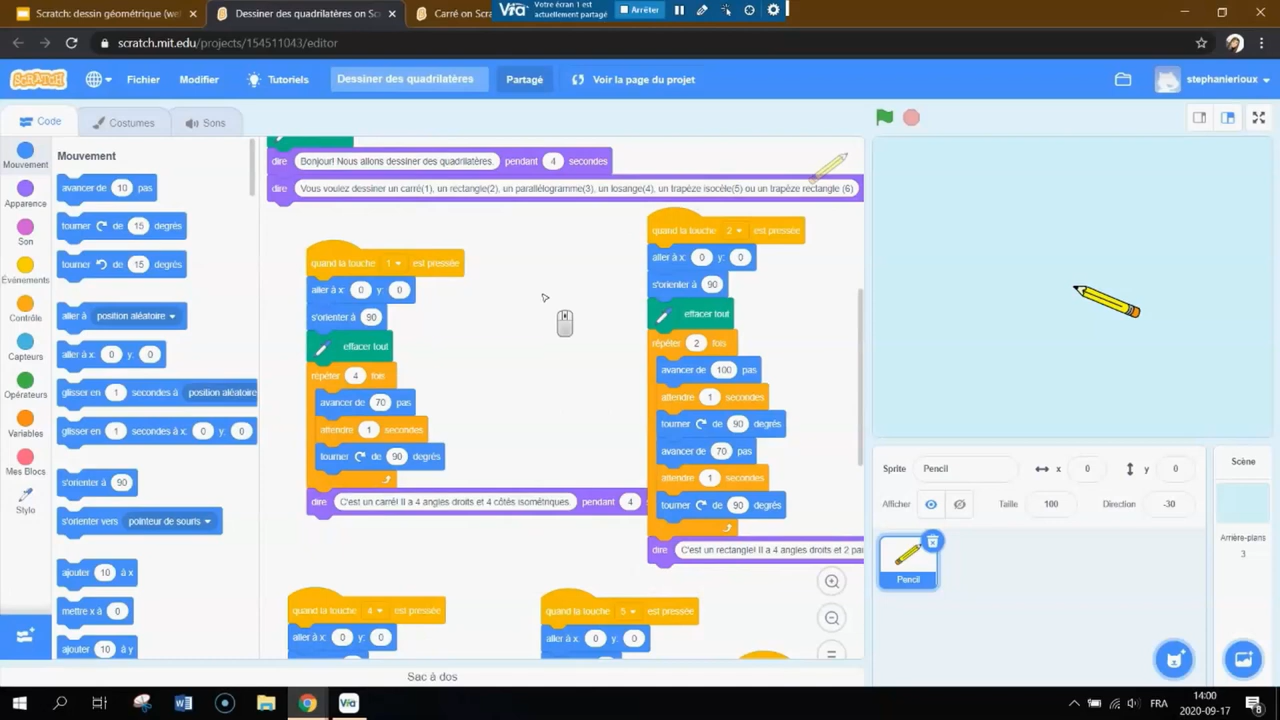 Scratch: dessin géométrique (we
Dessiner des quadrilatères on Sc
Carré on Scra
Via
Votre écran 1 est
actuellement partagé
Arrêter
scratch.mit.edu/projects/154511043/editor
SCRATCH
Fichier
Modifier
Tutoriels
Dessiner des quadrilatères
Partagé
Voir la page du projet
stephanierioux
Code
Costumes
Sons
Mouvement
Apparence
Son
Événements
Contrôle
Capteurs
Opérateurs
Variables
Mes Blocs
Stylo
Mouvement
avancer de 10 pas
tourner de 15 degrés
tourner de 15 degrés
aller à position aléatoire
aller à x: 0 y: 0
glisser en 1 secondes à position aléatoire
glisser en 1 secondes à x: 0 y: 0
s'orienter à 90
s'orienter vers pointeur de souris
ajouter 10 à x
mettre x à 0
ajouter 10 à y
dire Bonjour! Nous allons dessiner des quadrilatères. pendant 4 secondes
dire Vous voulez dessiner un carré(1), un rectangle(2), un parallélogramme(3), un losange(4), un trapèze isocèle(5) ou un trapèze rectangle (6)
quand la touche 1 est pressée
aller à x: 0 y: 0
s'orienter à 90
effacer tout
répéter 4 fois
avancer de 70 pas
attendre 1 secondes
tourner de 90 degrés
dire C'est un carré! Il a 4 angles droits et 4 côtés isométriques. pendant 4
quand la touche 2 est pressée
aller à x: 0 y: 0
s'orienter à 90
effacer tout
répéter 2 fois
avancer de 100 pas
attendre 1 secondes
tourner de 90 degrés
avancer de 70 pas
attendre 1 secondes
tourner de 90 degrés
dire C'est un rectangle! Il a 4 angles droits et 2 pai
quand la touche 4 est pressée
aller à x: 0 y: 0
quand la touche 5 est pressée
aller à x: 0 y: 0
Sac à dos
Sprite Pencil x 0 y 0
Afficher Taille 100 Direction -30
Pencil
Scène
Arrière-plans
3
FRA
14:00
2020-09-17
8